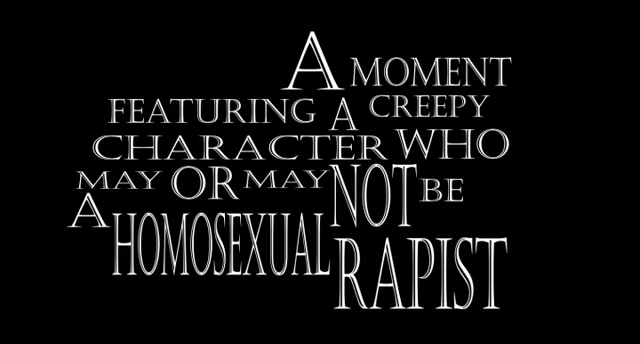 A MOMENT
FEATURING A CREEPY
CHARACTER WHO
MAY OR MAY NOT BE
A HOMOSEXUAL RAPIST